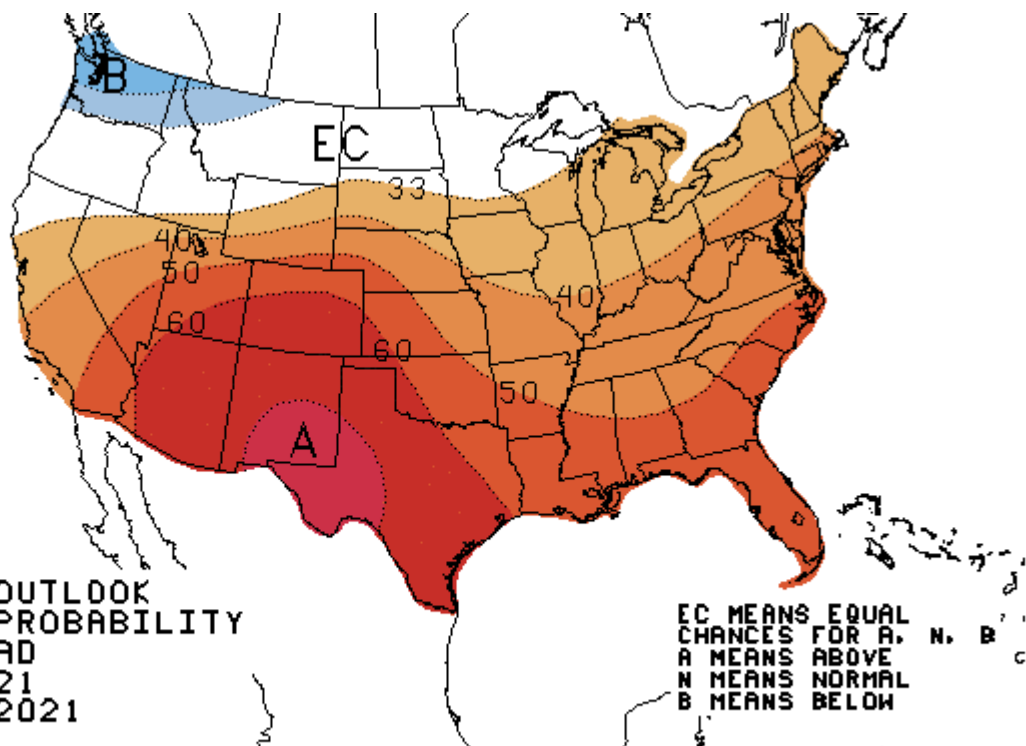 B
EC
33
40
50
60
60
40
50
A
OUTLOOK
PROBABILITY
AD
21
2021
EC MEANS EQUAL
CHANCES FOR A, N, B
A MEANS ABOVE
N MEANS NORMAL
B MEANS BELOW